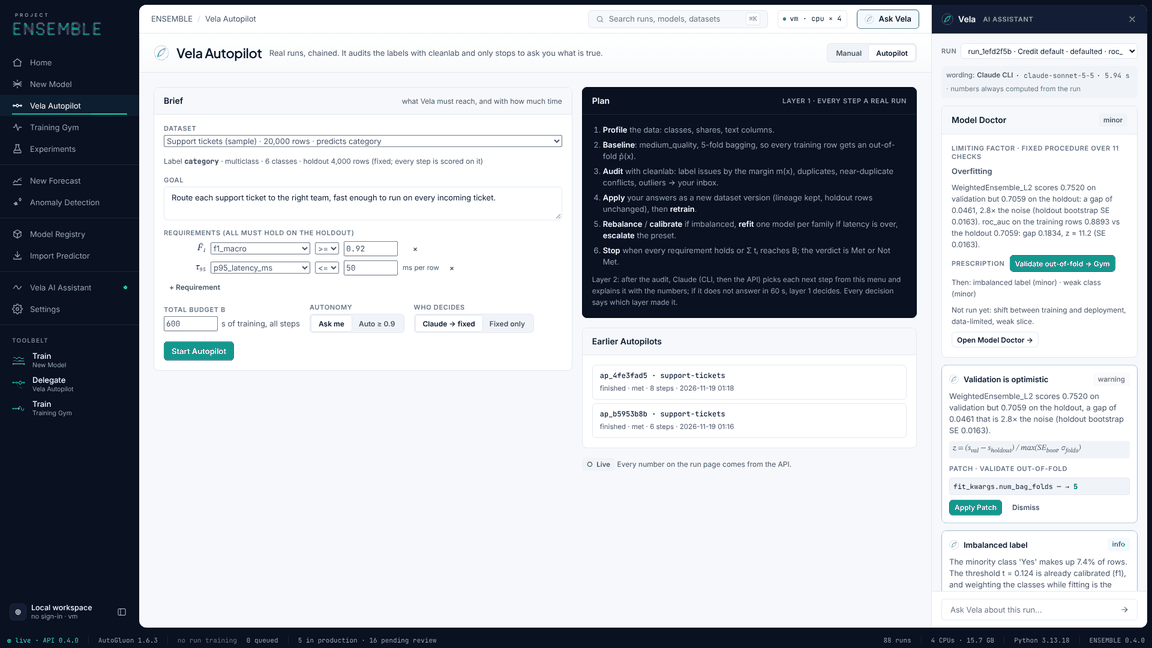 PROJECT
ENSEMBLE
Home
New Model
Vela Autopilot
Training Gym
Experiments
New Forecast
Anomaly Detection
Model Registry
Import Predictor
Vela AI Assistant
Settings
TOOLBELT
Train
New Model
Delegate
Vela Autopilot
Train
Training Gym
Local workspace
no sign-in · vm
ENSEMBLE / Vela Autopilot
Search runs, models, datasets ⌘K
vm · cpu × 4
Ask Vela
Vela Autopilot
Real runs, chained. It audits the labels with cleanlab and only stops to ask you what is true.
Manual Autopilot
Brief
what Vela must reach, and with how much time
DATASET
Support tickets (sample) · 20,000 rows · predicts category
Label category · multiclass · 6 classes · holdout 4,000 rows (fixed; every step is scored on it)
GOAL
Route each support ticket to the right team, fast enough to run on every incoming ticket.
REQUIREMENTS (ALL MUST HOLD ON THE HOLDOUT)
f1_macro >= 0.92 ×
τ95 p95_latency_ms <= 50 ms per row ×
+ Requirement
TOTAL BUDGET B
600 s of training, all steps
AUTONOMY
Ask me Auto ≥ 0.9
WHO DECIDES
Claude → fixed Fixed only
Start Autopilot
Plan
LAYER 1 · EVERY STEP A REAL RUN
1. Profile the data: classes, shares, text columns.
2. Baseline: medium_quality, 5-fold bagging, so every training row gets an out-of-
fold p̂(x).
3. Audit with cleanlab: label issues by the margin m(x), duplicates, near-duplicate
conflicts, outliers → your inbox.
4. Apply your answers as a new dataset version (lineage kept, holdout rows
unchanged), then retrain.
5. Rebalance / calibrate if imbalanced, refit one model per family if latency is over,
escalate the preset.
6. Stop when every requirement holds or Σ tᵢ reaches B; the verdict is Met or Not
Met.
Layer 2: after the audit, Claude (CLI, then the API) picks each next step from this menu and
explains it with the numbers; if it does not answer in 60 s, layer 1 decides. Every decision
says which layer made it.
Earlier Autopilots
ap_4fe3fad5 · support-tickets
finished · met · 8 steps · 2026-11-19 01:18
ap_b5953b8b · support-tickets
finished · met · 6 steps · 2026-11-19 01:16
Live Every number on the run page comes from the API.
Vela AI ASSISTANT ×
RUN run_1efd2f5b · Credit default · defaulted · roc_
wording: Claude CLI · claude-sonnet-5-5 · 5.94 s
· numbers always computed from the run
Model Doctor minor
LIMITING FACTOR · FIXED PROCEDURE OVER 11
CHECKS
Overfitting
WeightedEnsemble_L2 scores 0.7520 on
validation but 0.7059 on the holdout: a gap of
0.0461, 2.8× the noise (holdout bootstrap SE
0.0163). roc_auc on the training rows 0.8893 vs
the holdout 0.7059: gap 0.1834, z = 11.2 (SE
0.0163).
PRESCRIPTION Validate out-of-fold → Gym
Then: imbalanced label (minor) · weak class
(minor)
Not run yet: shift between training and deployment,
data-limited, weak slice.
Open Model Doctor →
Validation is optimistic warning
WeightedEnsemble_L2 scores 0.7520 on
validation but 0.7059 on the holdout, a gap of
0.0461 that is 2.8× the noise (holdout bootstrap
SE 0.0163).
z = (s_val − s_holdout) / max(SE_boot, σ_folds)
PATCH · VALIDATE OUT-OF-FOLD
fit_kwargs.num_bag_folds — → 5
Apply Patch Dismiss
Imbalanced label info
The minority class 'Yes' makes up 7.4% of rows.
The threshold t = 0.124 is already calibrated (f1),
and weighting the classes while fitting is the
Ask Vela about this run... →
live · API 0.4.0 AutoGluon 1.6.3 no run training 0 queued 5 in production · 16 pending review 88 runs 4 CPUs · 15.7 GB Python 3.13.18 ENSEMBLE 0.4.0